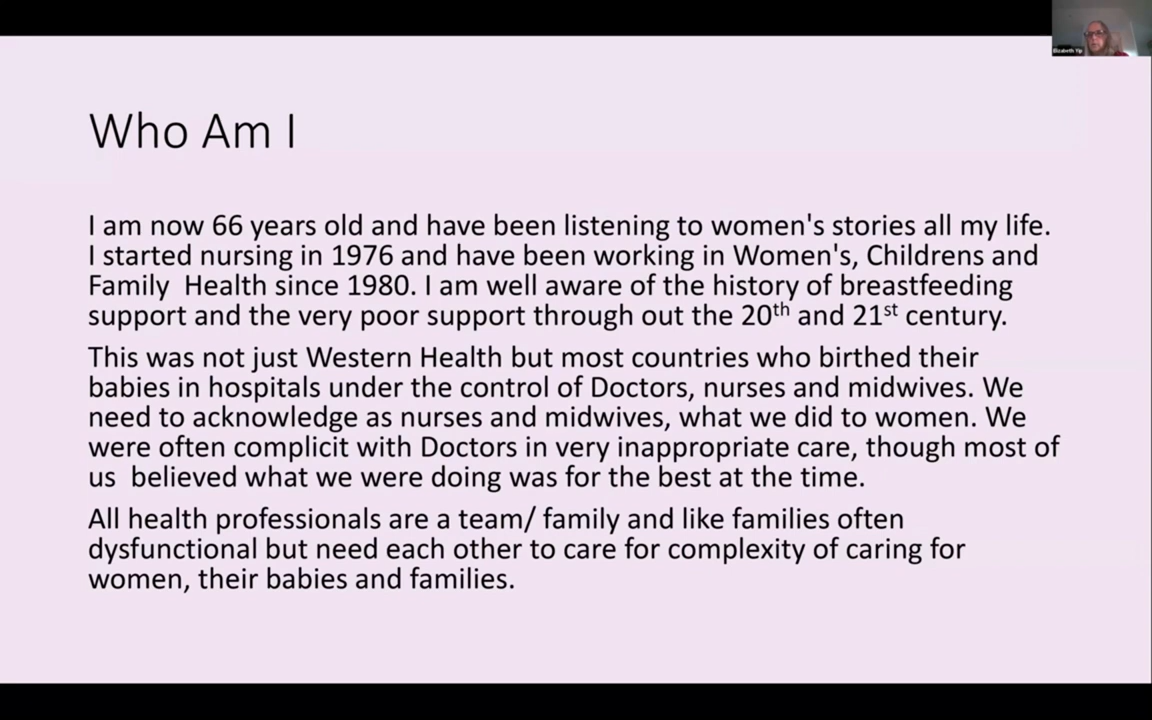 Elizabeth Yip
Who Am I
I am now 66 years old and have been listening to women's stories all my life.
I started nursing in 1976 and have been working in Women's, Childrens and
Family  Health since 1980. I am well aware of the history of breastfeeding
support and the very poor support through out the 20th and 21st century.
This was not just Western Health but most countries who birthed their
babies in hospitals under the control of Doctors, nurses and midwives. We
need to acknowledge as nurses and midwives, what we did to women. We
were often complicit with Doctors in very inappropriate care, though most of
us  believed what we were doing was for the best at the time.
All health professionals are a team/ family and like families often
dysfunctional but need each other to care for complexity of caring for
women, their babies and families.